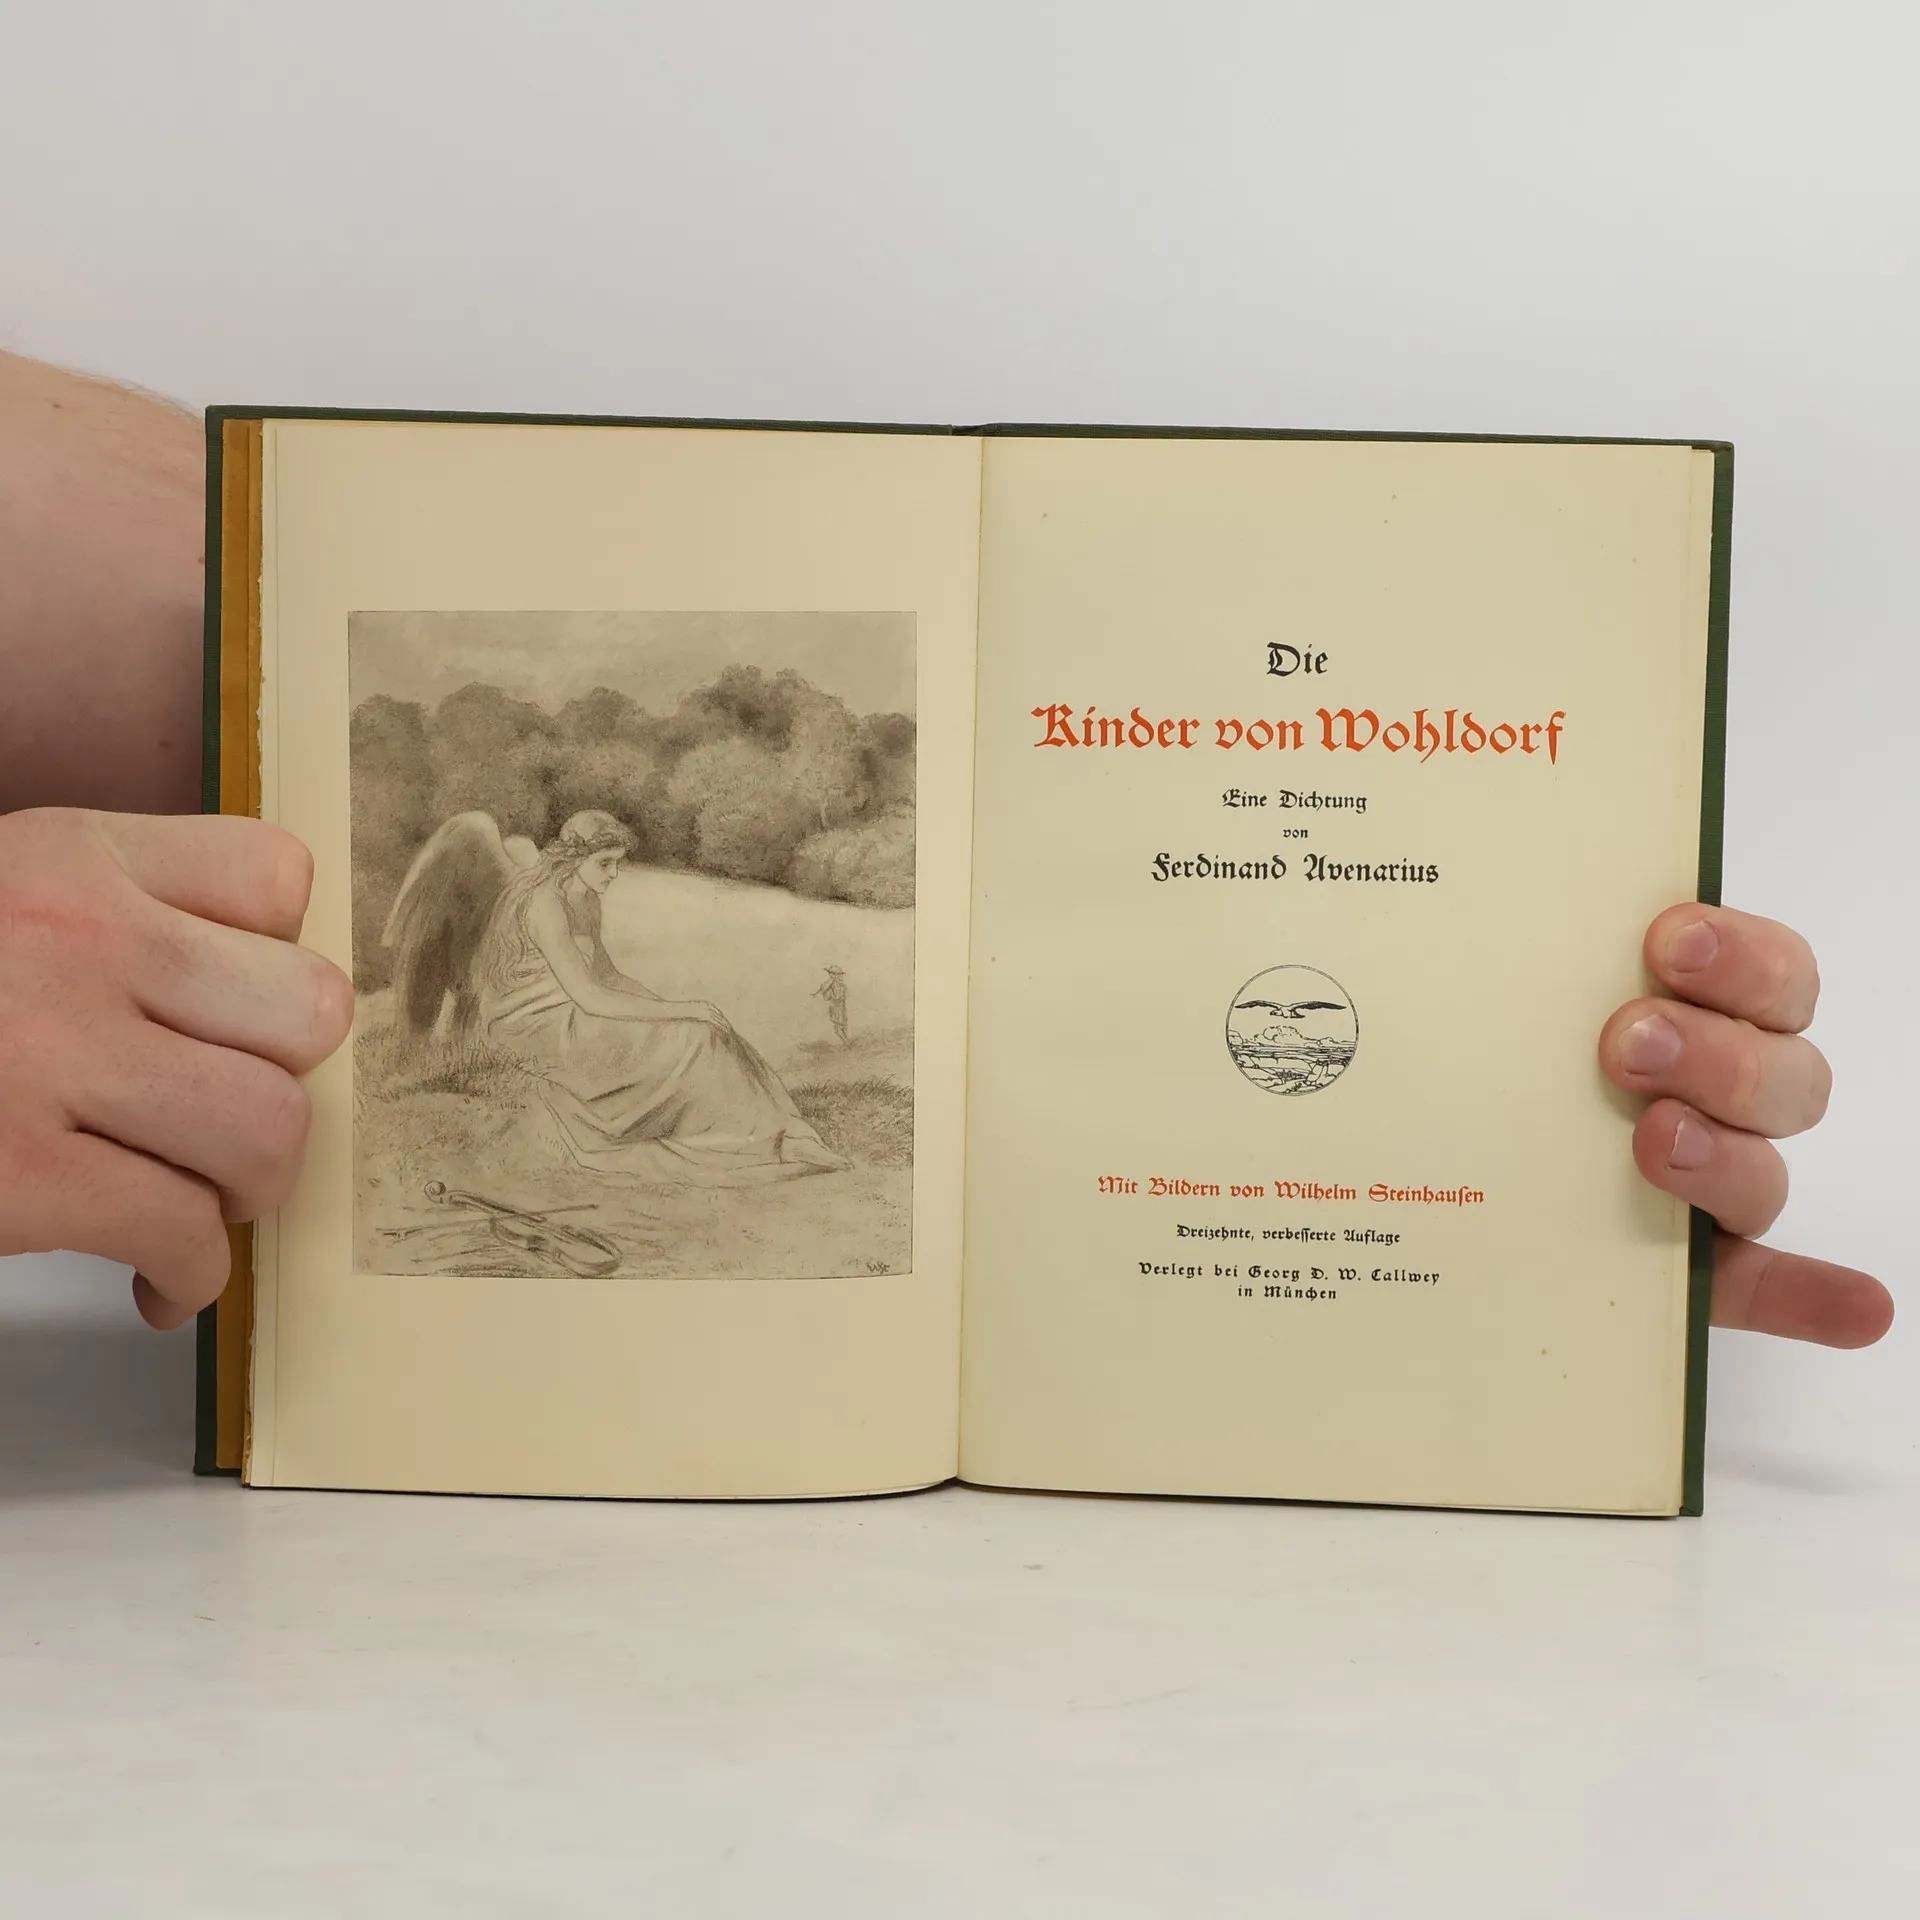 Die
Kinder von Wohldorf
Eine Dichtung
von
Ferdinand Avenarius
Mit Bildern von Wilhelm Steinhauſen
Dreizehnte, verbeſſerte Auflage
Verlegt bei Georg D. W. Callwey
in München
WSt